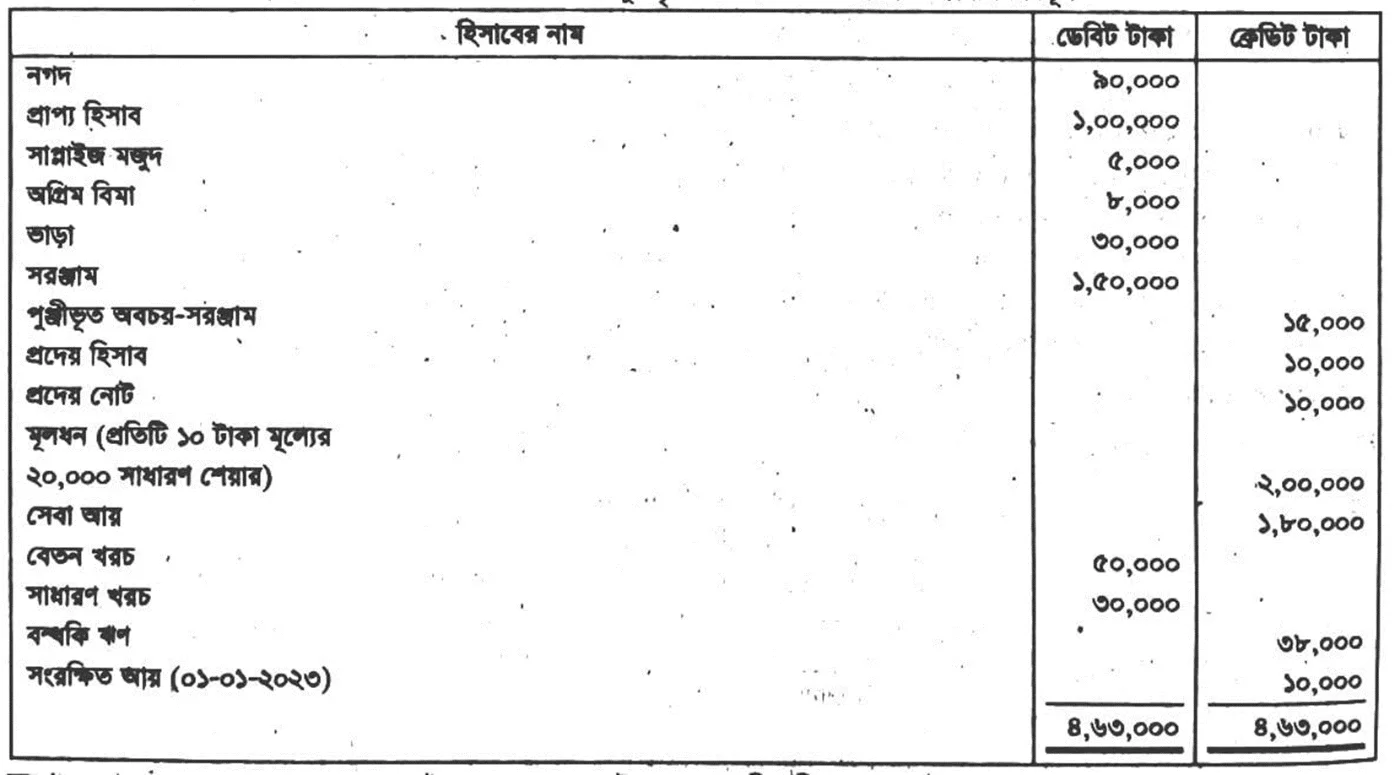 হিসাবের নাম ডেবিট টাকা ক্রেডিট টাকা
নগদ ৯০,০০০
প্রাপ্য হিসাব ১,০০,০০০
সাপ্লাইজ মজুদ ৫,০০০
অগ্রিম বিমা ৮,০০০
ভাড়া ৩০,০০০
সরঞ্জাম ১,৫০,০০০
পুঞ্জীভূত অবচয়-সরঞ্জাম ১৫,০০০
প্রদেয় হিসাব ১০,০০০
প্রদেয় নোট ১০,০০০
মূলধন (প্রতিটি ১০ টাকা মূল্যের
২০,০০০ সাধারণ শেয়ার) ২,০০,০০০
সেবা আয় ১,৮০,০০০
বেতন খরচ ৫০,০০০
সাধারণ খরচ ৩০,০০০
বন্ধকি ঋণ ৩৮,০০০
সংরক্ষিত আয় (০১-০১-২০২৩) ১০,০০০
৪,৬৩,০০০ ৪,৬৩,০০০